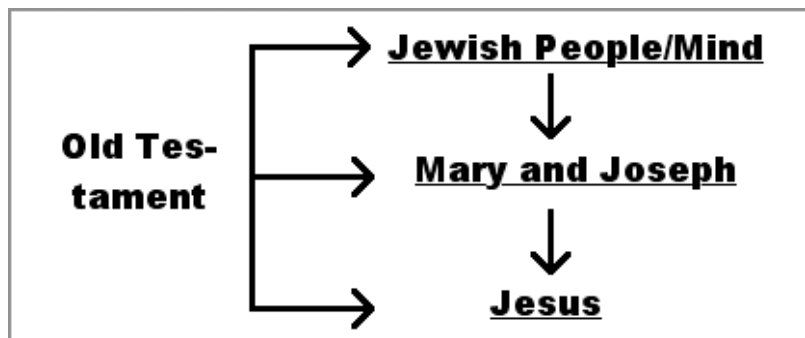 Jewish People/Mind
Old Tes-
tament
Mary and Joseph
Jesus